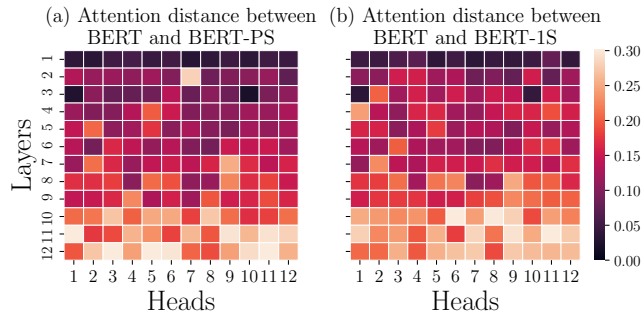 (a) Attention distance between
BERT and BERT-PS
(b) Attention distance between
BERT and BERT-1S
Layers
1
2
3
4
5
6
7
8
9
10
11
12
1 2 3 4 5 6 7 8 9 10 11 12
Heads
1 2 3 4 5 6 7 8 9 10 11 12
Heads
0.30
0.25
0.20
0.15
0.10
0.05
0.00